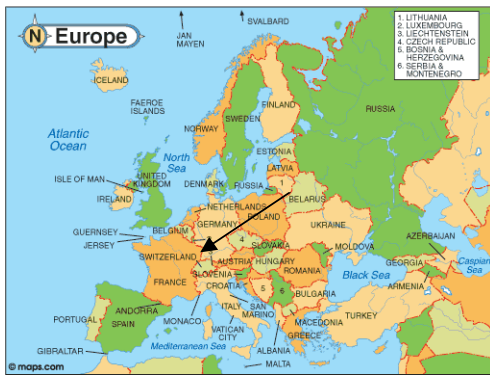 N Europe
JAN
MAYEN
SVALBARD
1. LITHUANIA
2. LUXEMBOURG
3. LIECHTENSTEIN
4. CZECH REPUBLIC
5. BOSNIA &
HERZEGOVINA
6. SERBIA &
MONTENEGRO
ICELAND
FAEROE
ISLANDS
Atlantic
Ocean
North
Sea
NORWAY
SWEDEN
FINLAND
RUSSIA
ESTONIA
LATVIA
1
ISLE OF MAN
UNITED
KINGDOM
IRELAND
DENMARK
RUSSIA
BELARUS
NETHERLANDS
GERMANY
POLAND
GUERNSEY
JERSEY
BELGIUM
4
UKRAINE
SLOVAKIA
MOLDOVA
AZERBAIJAN
SWITZERLAND
AUSTRIA
HUNGARY
GEORGIA
Caspian
Sea
SLOVENIA
ROMANIA
FRANCE
CROATIA
5
6
Black Sea
ARMENIA
BULGARIA
ANDORRA
PORTUGAL
SPAIN
MONACO
ITALY
SAN
MARINO
MACEDONIA
TURKEY
VATICAN
CITY
GIBRALTAR
Mediterranean Sea
ALBANIA
GREECE
MALTA
© maps.com